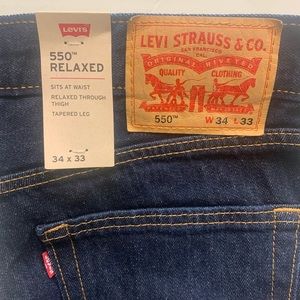 Levi's
550™
RELAXED
SITS AT WAIST
RELAXED THROUGH
THIGH
TAPERED LEG
34 x 33
LEVI STRAUSS & CO.
SAN FRANCISCO
CAL.
ORIGINAL RIVETED
QUALITY CLOTHING
550™ W 34 L 33
Levi's